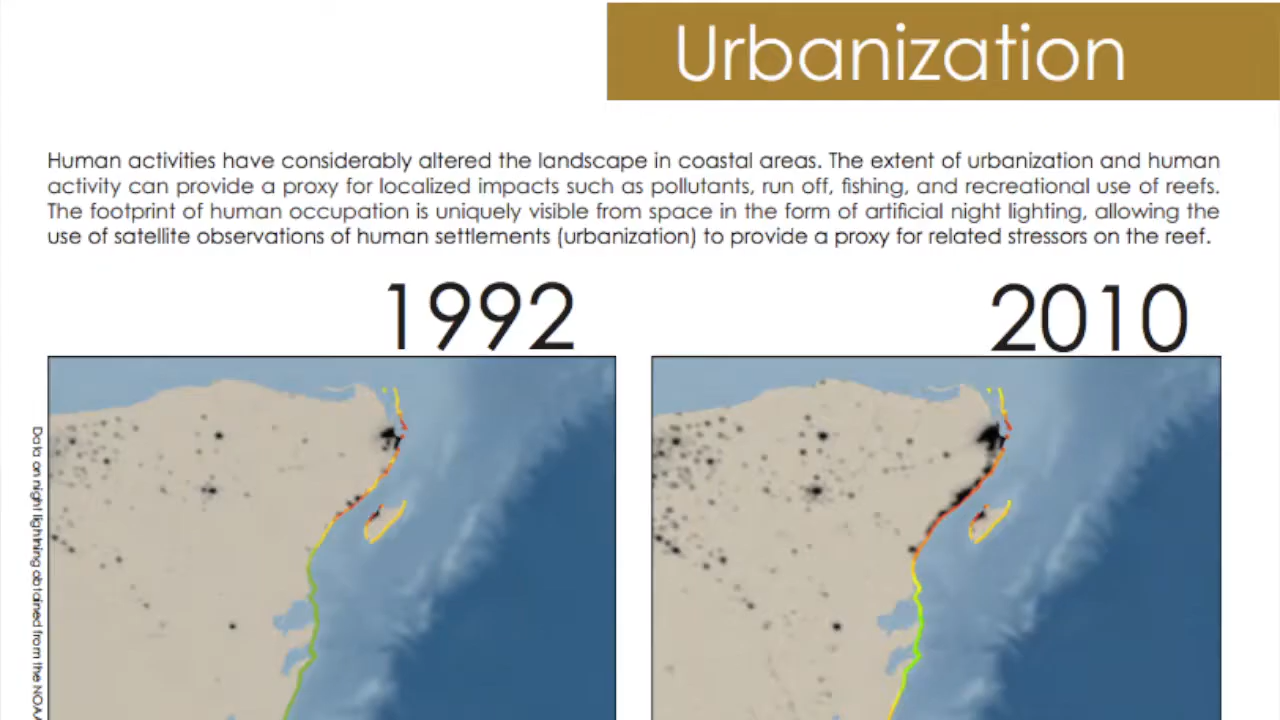 Urbanization
Human activities have considerably altered the landscape in coastal areas. The extent of urbanization and human
activity can provide a proxy for localized impacts such as pollutants, run off, fishing, and recreational use of reefs.
The footprint of human occupation is uniquely visible from space in the form of artificial night lighting, allowing the
use of satellite observations of human settlements (urbanization) to provide a proxy for related stressors on the reef.
1992
2010
Data on night lightning obtained from the NOAA